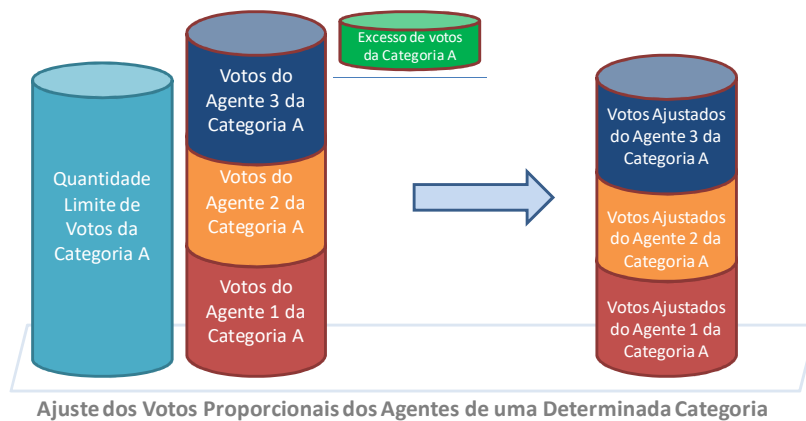 Excesso de votos
da Categoria A
Votos do
Agente 3 da
Categoria A
Quantidade
Limite de
Votos da
Categoria A
Votos do
Agente 2 da
Categoria A
Votos do
Agente 1 da
Categoria A
Votos Ajustados
do Agente 3 da
Categoria A
Votos Ajustados
do Agente 2 da
Categoria A
Votos Ajustados
do Agente 1 da
Categoria A
Ajuste dos Votos Proporcionais dos Agentes de uma Determinada Categoria